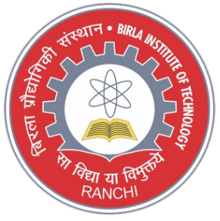 बिरला प्रौद्योगिकी संस्थान • BIRLA INSTITUTE OF TECHNOLOGY
सा विद्या या विमुक्तये
RANCHI